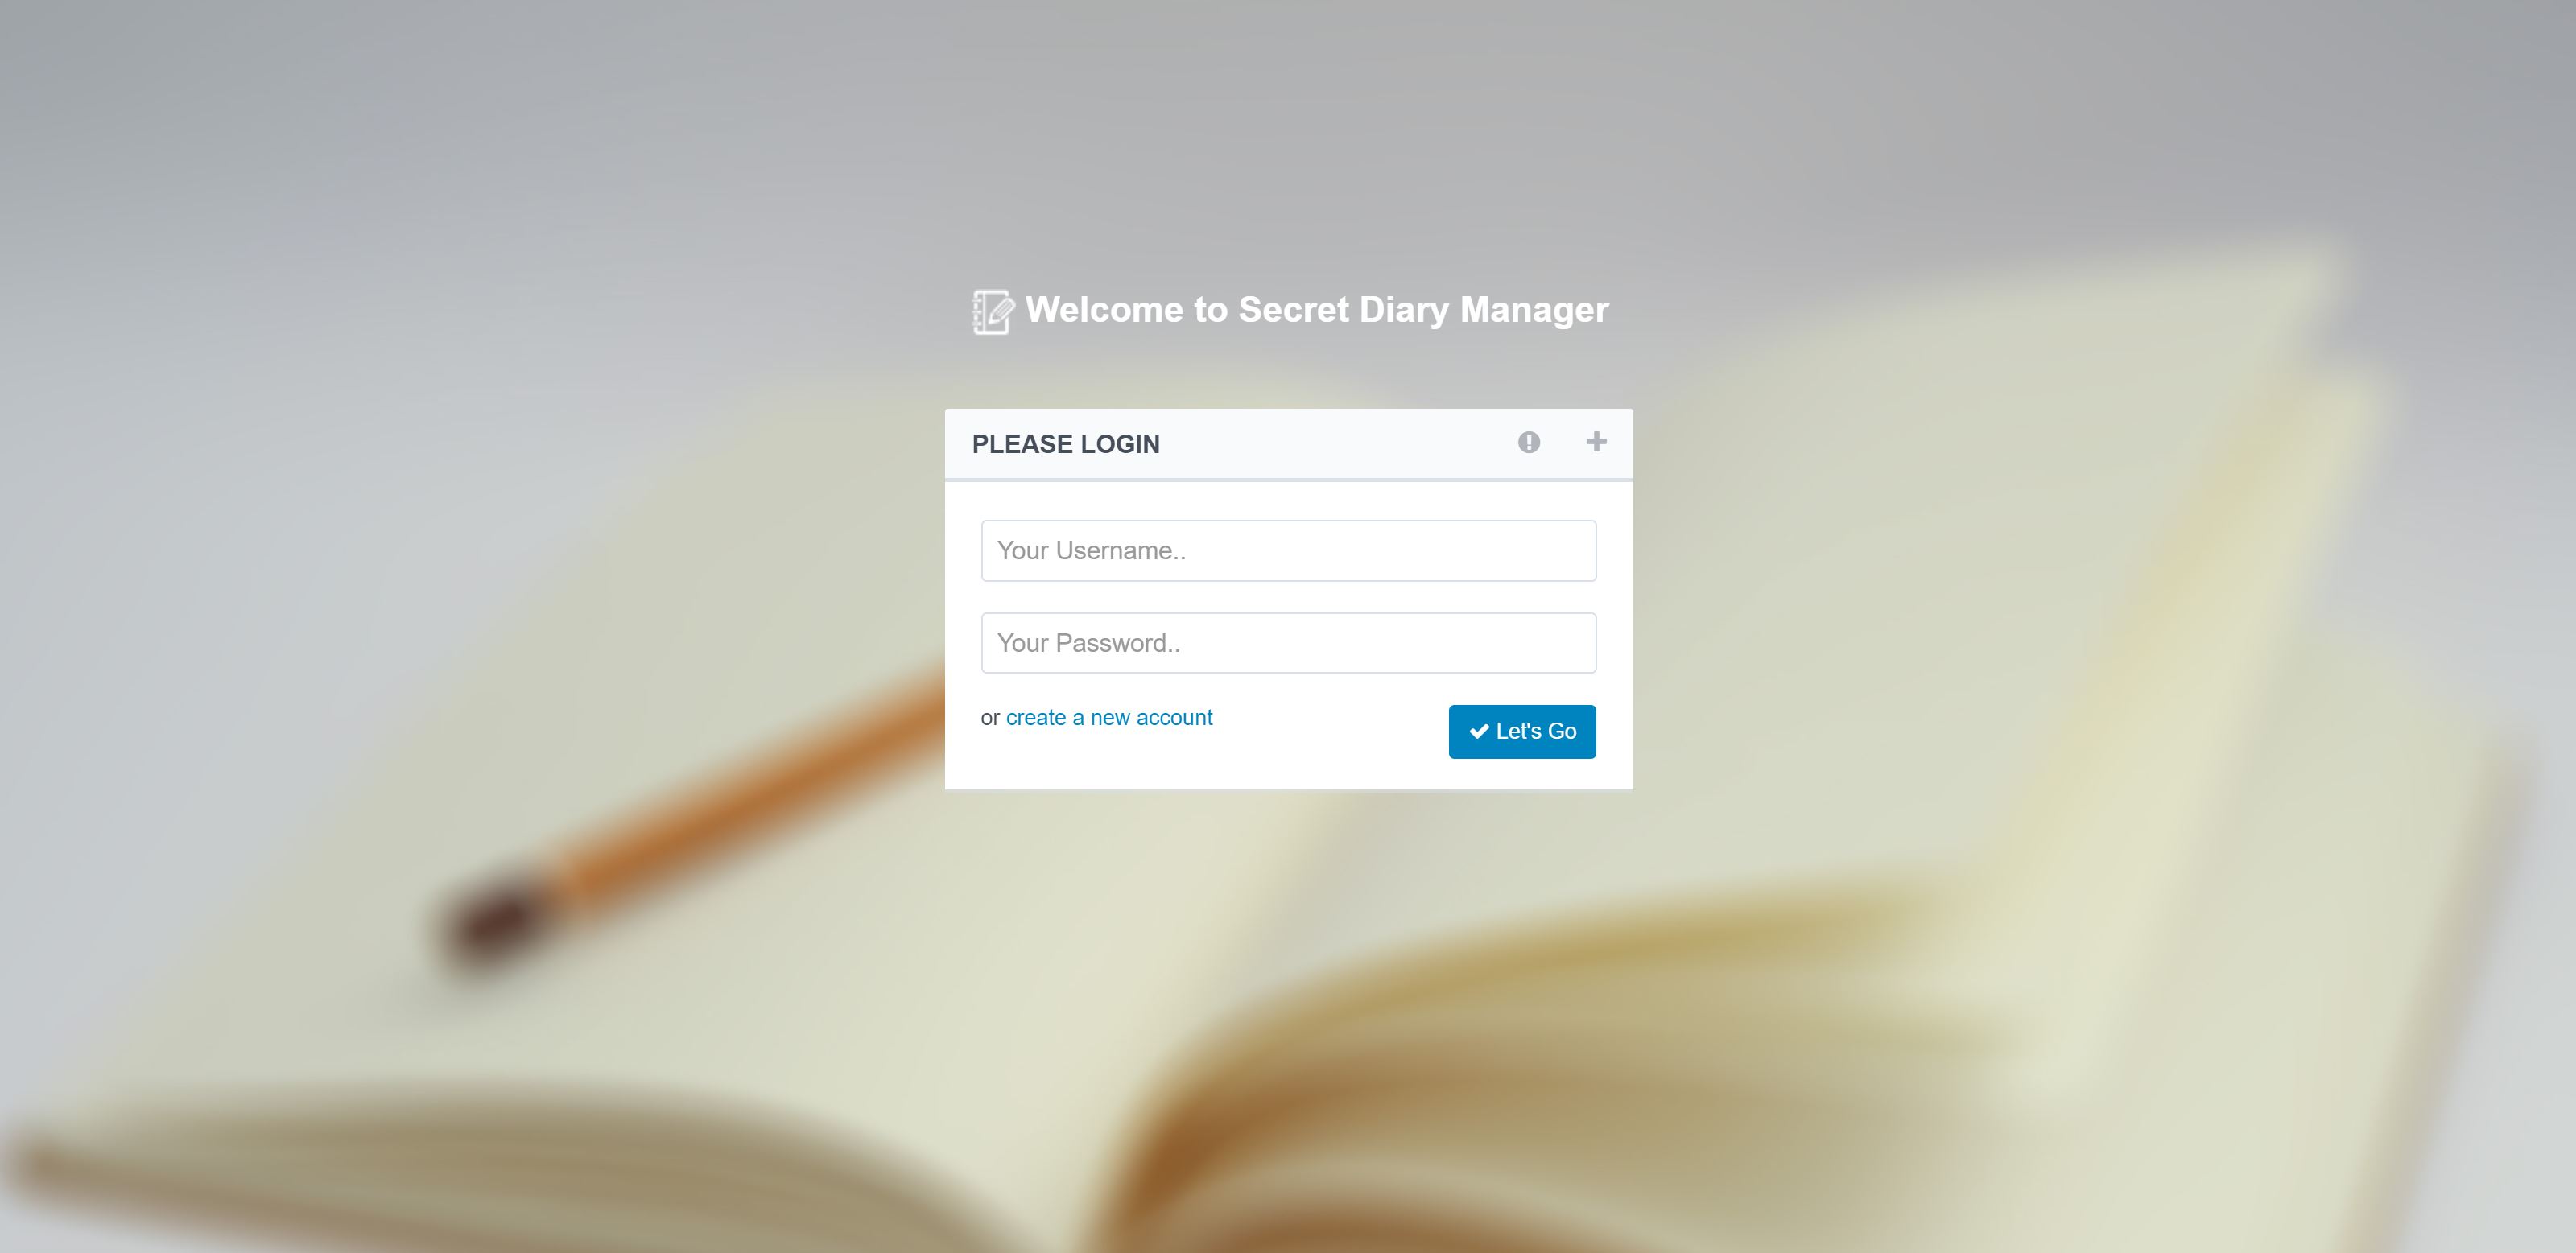 Welcome to Secret Diary Manager
PLEASE LOGIN
Your Username..
Your Password..
or create a new account
Let's Go